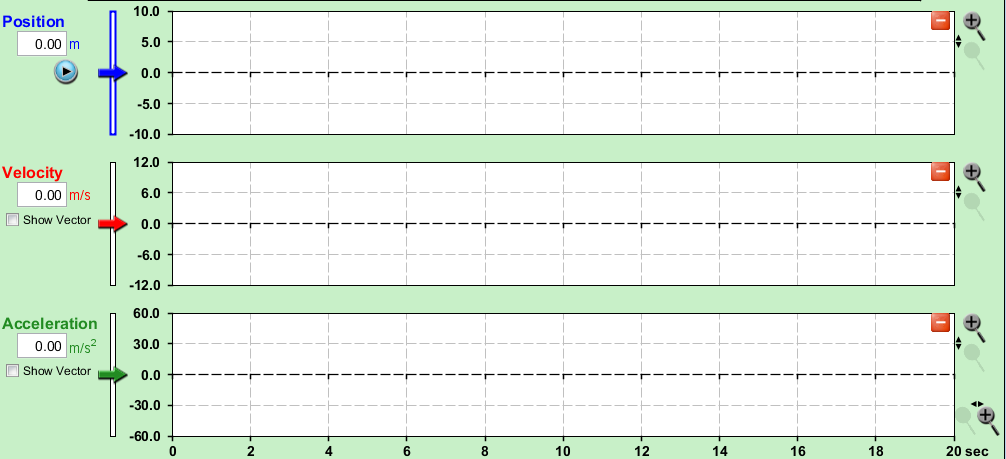 Position
0.00 m
10.0
5.0
0.0
-5.0
-10.0
Velocity
0.00 m/s
Show Vector
12.0
6.0
0.0
-6.0
-12.0
Acceleration
0.00 m/s²
Show Vector
60.0
30.0
0.0
-30.0
-60.0
0 2 4 6 8 10 12 14 16 18 20 sec